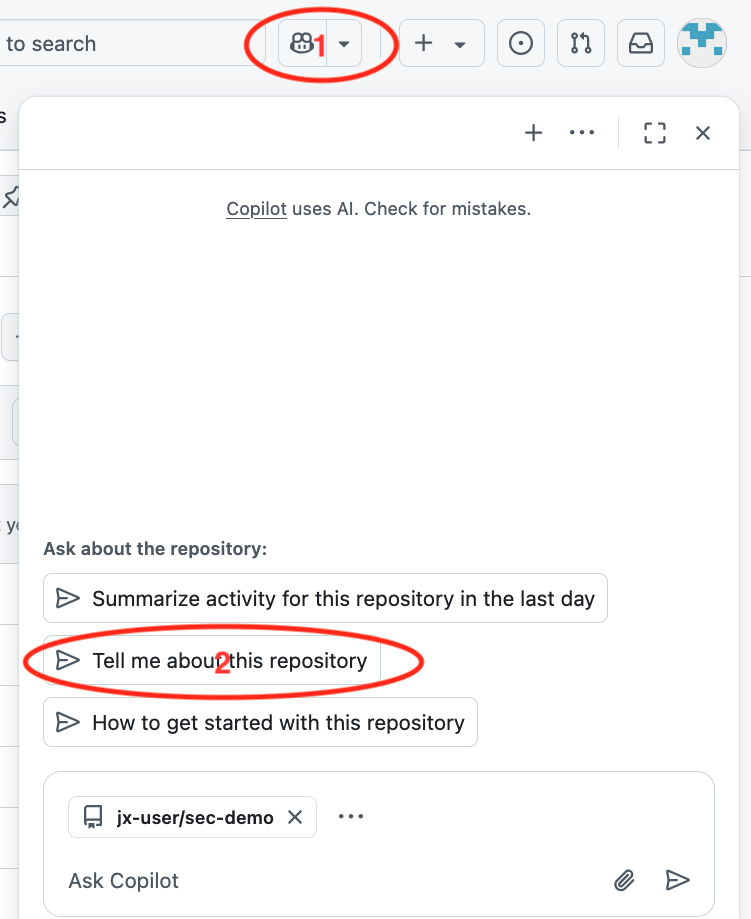 to search
1
s
Copilot uses AI. Check for mistakes.
Ask about the repository:
Summarize activity for this repository in the last day
Tell me about this repository
2
How to get started with this repository
jx-user/sec-demo
Ask Copilot